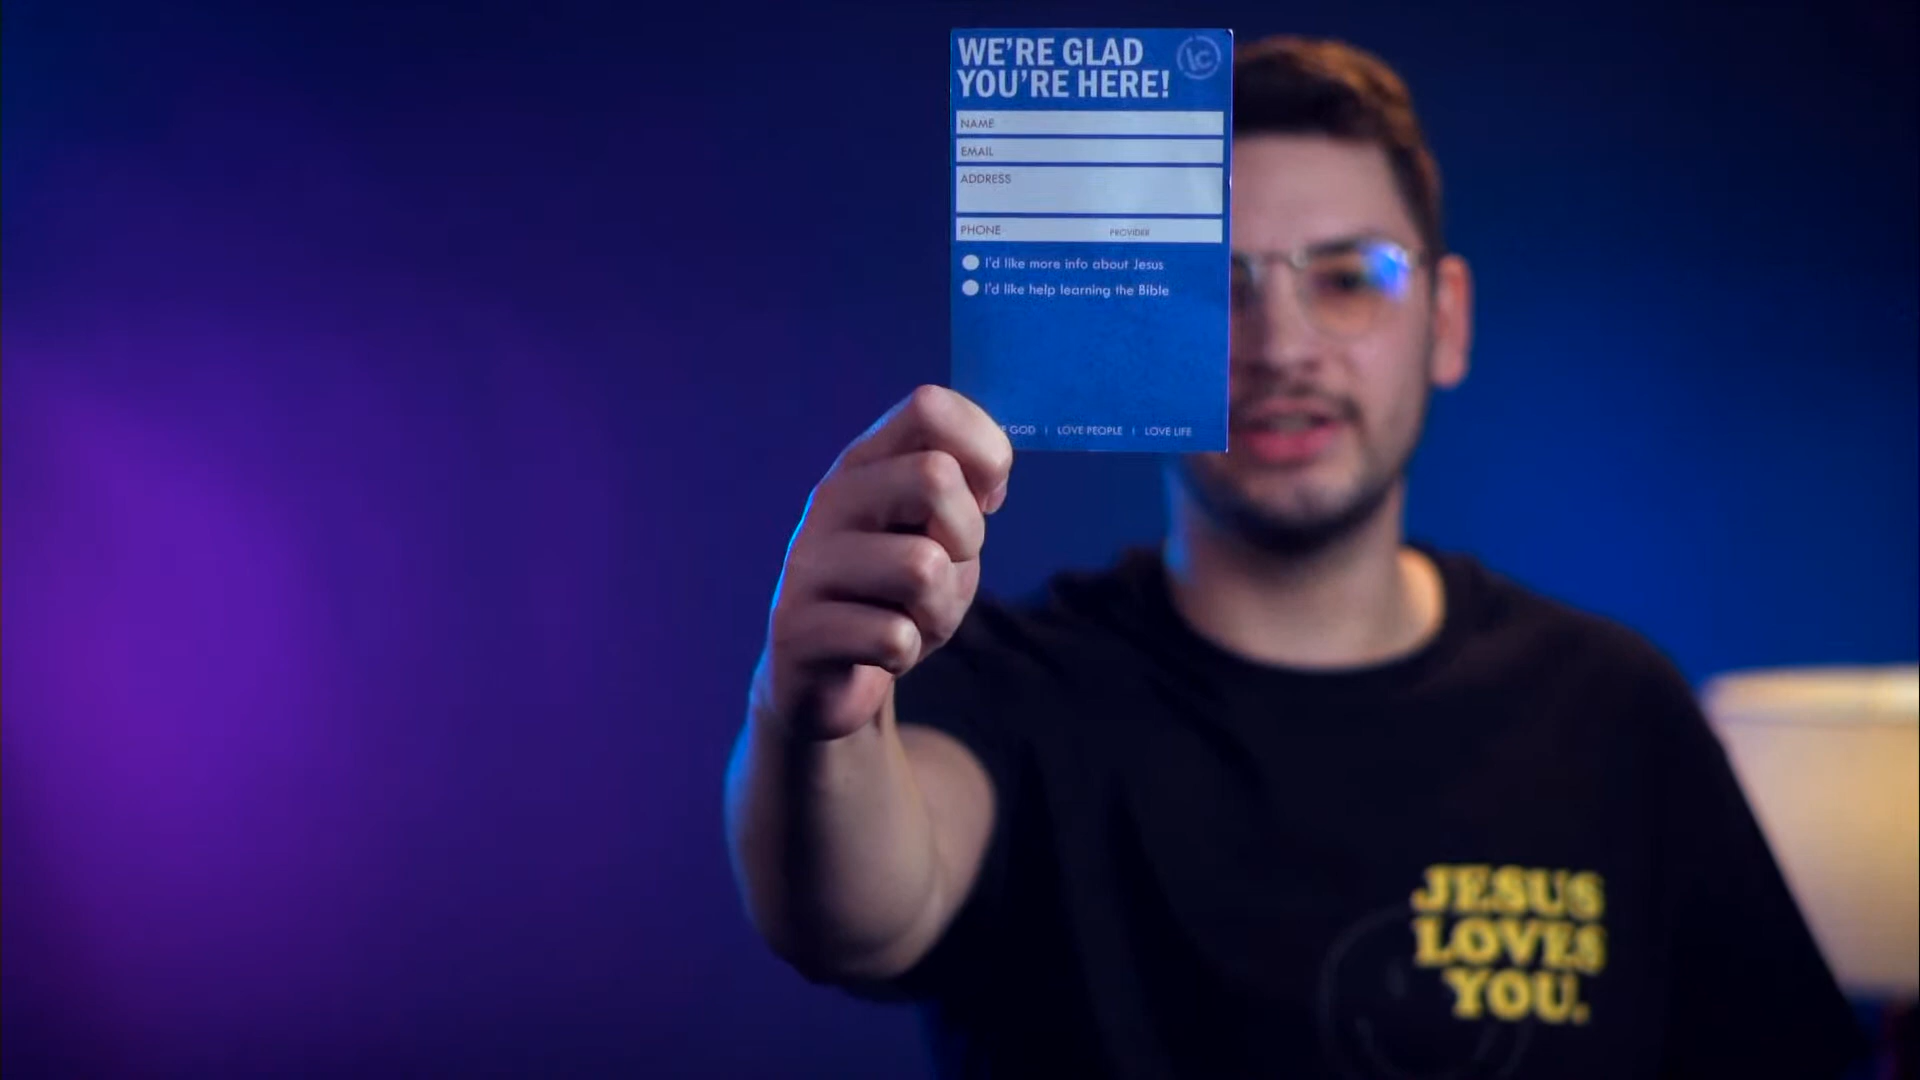 WE'RE GLAD
YOU'RE HERE!
lc
NAME
EMAIL
ADDRESS
PHONE PROVIDER
I'd like more info about Jesus
I'd like help learning the Bible
GOD | LOVE PEOPLE | LOVE LIFE
JESUS
LOVES
YOU.